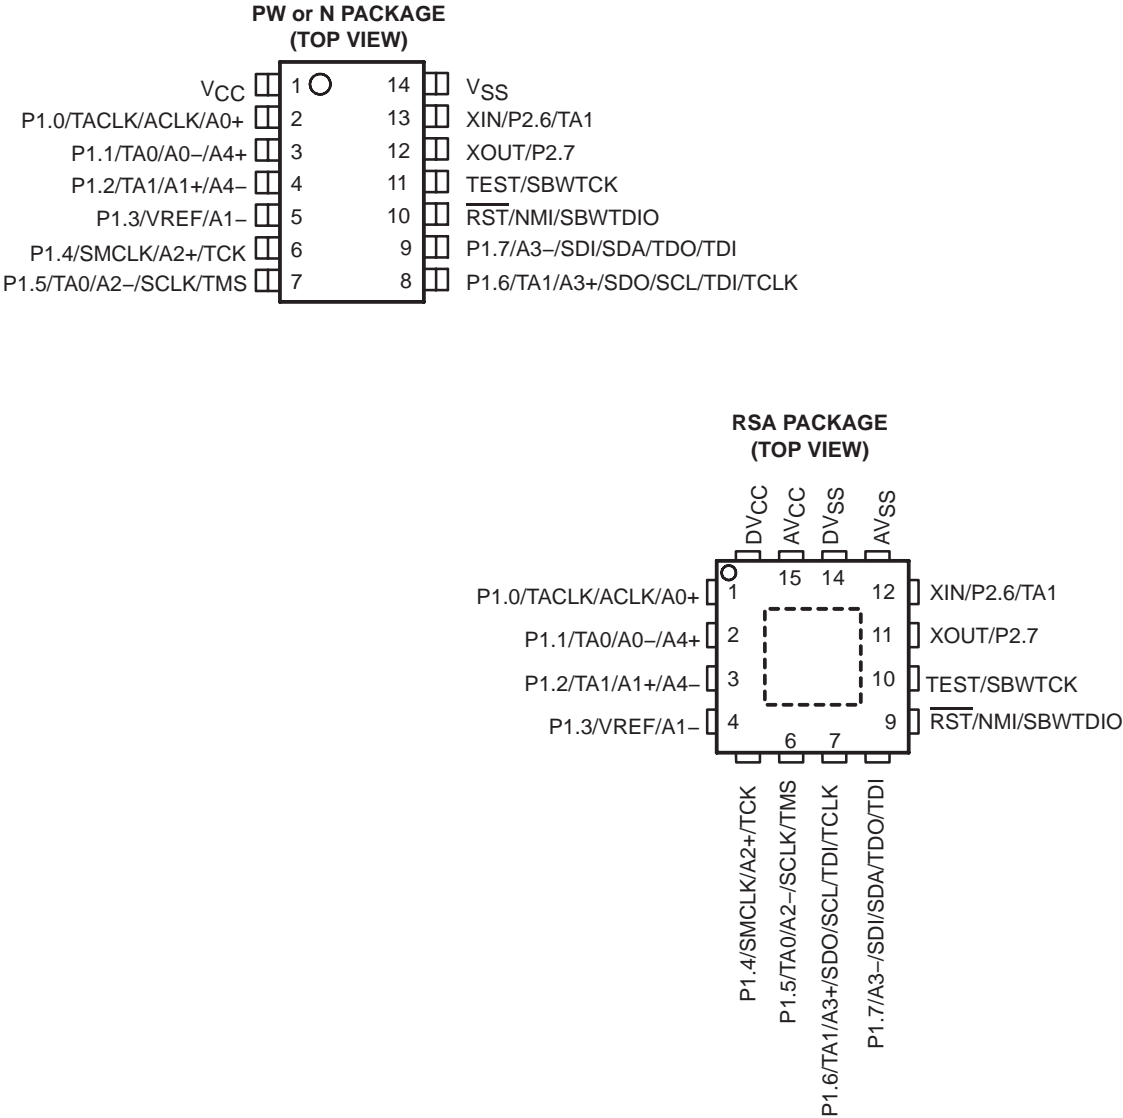 PW or N PACKAGE
(TOP VIEW)
VCC 1 14 VSS
P1.0/TACLK/ACLK/A0+ 2 13 XIN/P2.6/TA1
P1.1/TA0/A0−/A4+ 3 12 XOUT/P2.7
P1.2/TA1/A1+/A4− 4 11 TEST/SBWTCK
P1.3/VREF/A1− 5 10 RST/NMI/SBWTDIO
P1.4/SMCLK/A2+/TCK 6 9 P1.7/A3−/SDI/SDA/TDO/TDI
P1.5/TA0/A2−/SCLK/TMS 7 8 P1.6/TA1/A3+/SDO/SCL/TDI/TCLK
RSA PACKAGE
(TOP VIEW)
DVCC
AVCC
DVSS
AVSS
15 14
P1.0/TACLK/ACLK/A0+ 1 12 XIN/P2.6/TA1
P1.1/TA0/A0−/A4+ 2 11 XOUT/P2.7
P1.2/TA1/A1+/A4− 3 10 TEST/SBWTCK
P1.3/VREF/A1− 4 9 RST/NMI/SBWTDIO
6 7
P1.4/SMCLK/A2+/TCK
P1.5/TA0/A2−/SCLK/TMS
P1.6/TA1/A3+/SDO/SCL/TDI/TCLK
P1.7/A3−/SDI/SDA/TDO/TDI